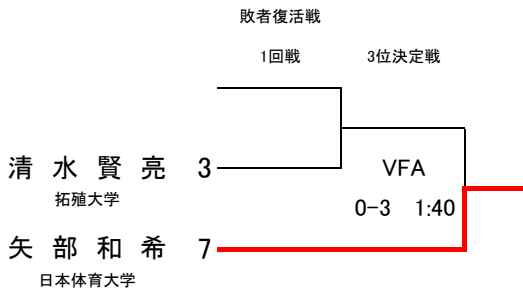 敗者復活戦
1回戦 3位決定戦
清水賢亮 3
拓殖大学
VFA
0-3 1:40
矢部和希 7
日本体育大学